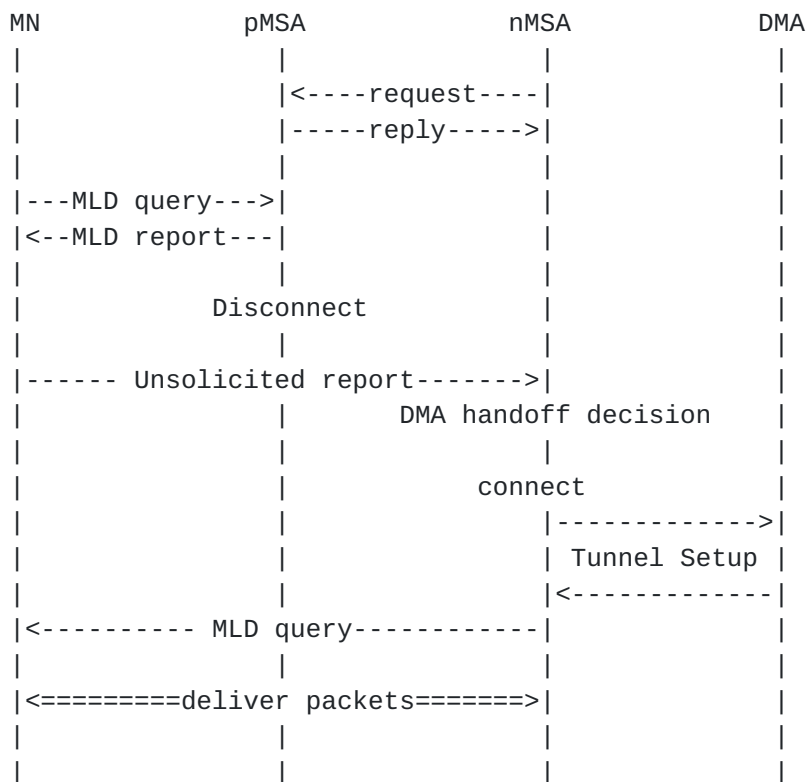 MN pMSA nMSA DMA
<----request----
-----reply----->
---MLD query--->
<--MLD report---
Disconnect
------ Unsolicited report------->
DMA handoff decision
connect
------------->
Tunnel Setup
<-------------
<---------- MLD query------------
<=========deliver packets=======>